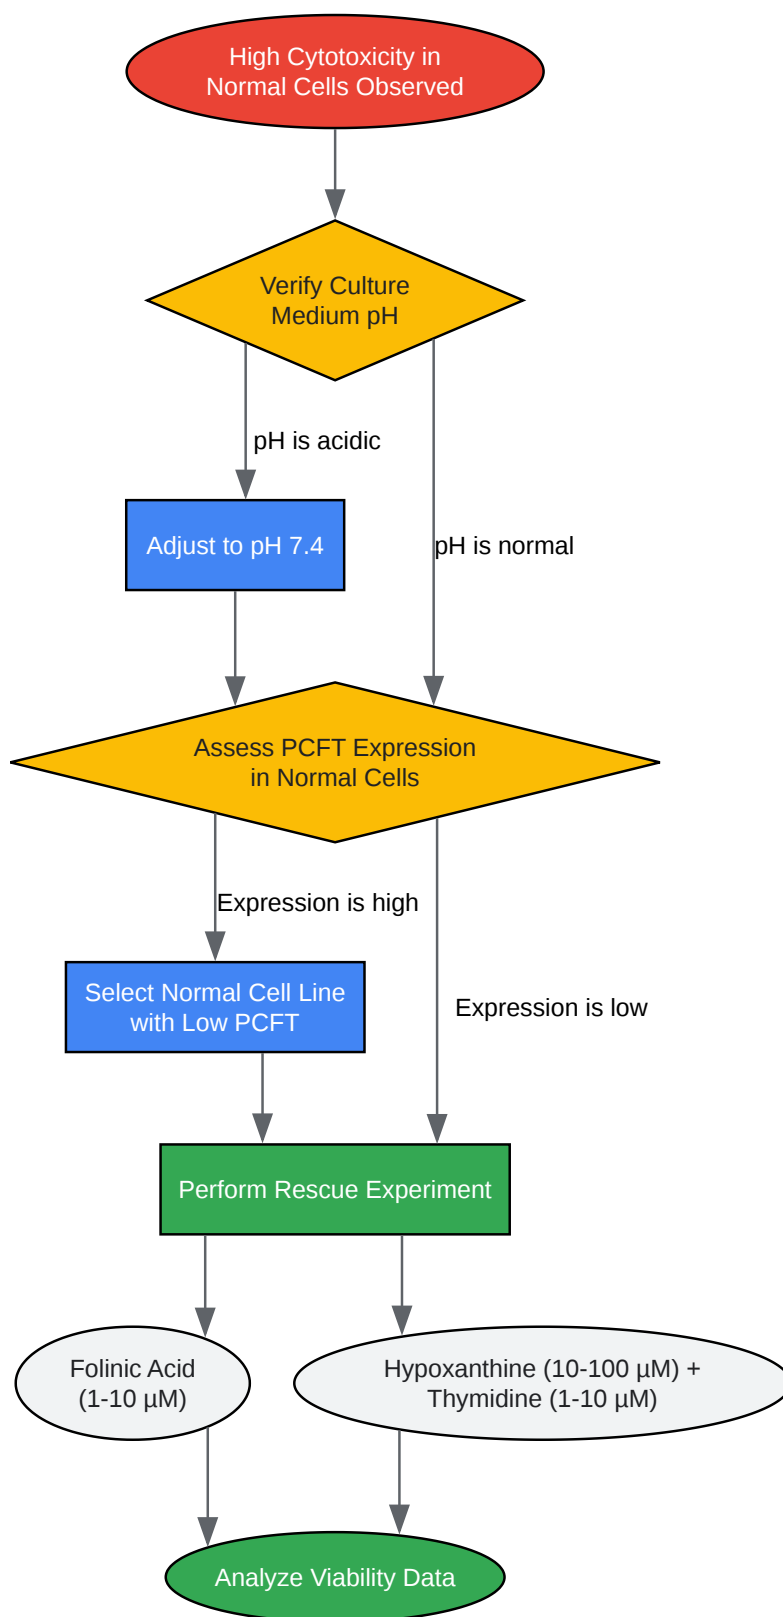 High Cytotoxicity in
Normal Cells Observed
Verify Culture
Medium pH
pH is acidic
Adjust to pH 7.4
pH is normal
Assess PCFT Expression
in Normal Cells
Expression is high
Select Normal Cell Line
with Low PCFT
Expression is low
Perform Rescue Experiment
Folinic Acid
(1-10 µM)
Hypoxanthine (10-100 µM) +
Thymidine (1-10 µM)
Analyze Viability Data